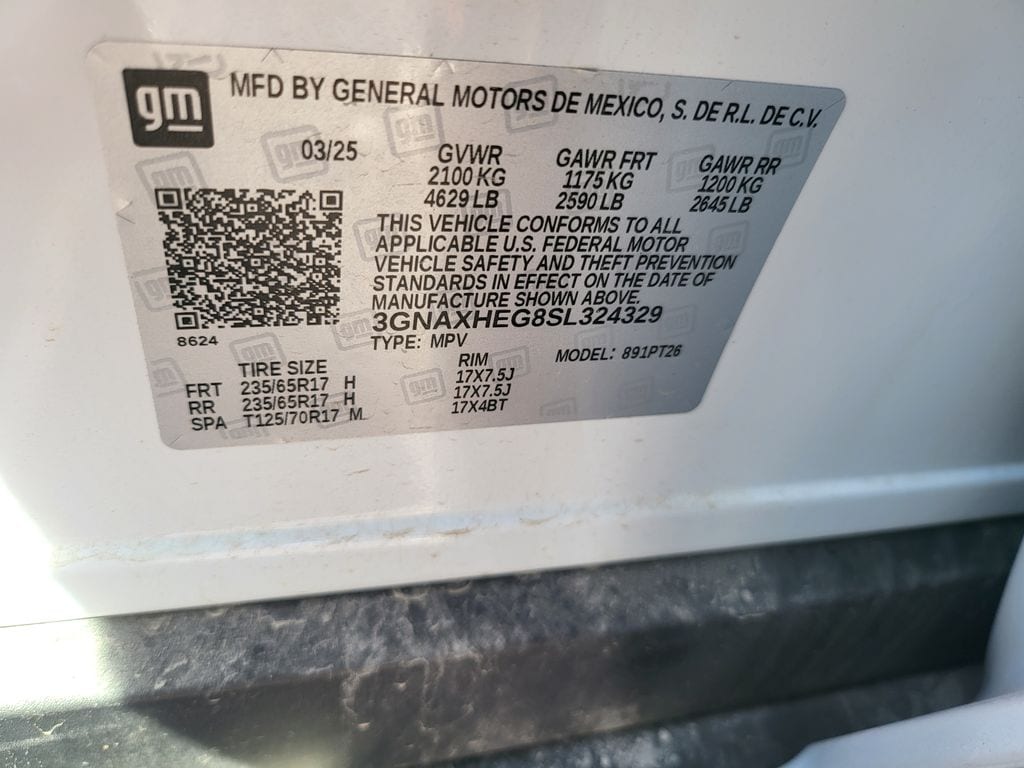 gm
MFD BY GENERAL MOTORS DE MEXICO, S. DE R.L. DE C.V.
03/25 GVWR GAWR FRT GAWR RR
2100 KG 1175 KG 1200 KG
4629 LB 2590 LB 2645 LB
THIS VEHICLE CONFORMS TO ALL
APPLICABLE U.S. FEDERAL MOTOR
VEHICLE SAFETY AND THEFT PREVENTION
STANDARDS IN EFFECT ON THE DATE OF
MANUFACTURE SHOWN ABOVE.
3GNAXHEG8SL324329
8624 TYPE: MPV MODEL: 891PT26
TIRE SIZE RIM
FRT 235/65R17 H 17X7.5J
RR 235/65R17 H 17X7.5J
SPA T125/70R17 M 17X4BT